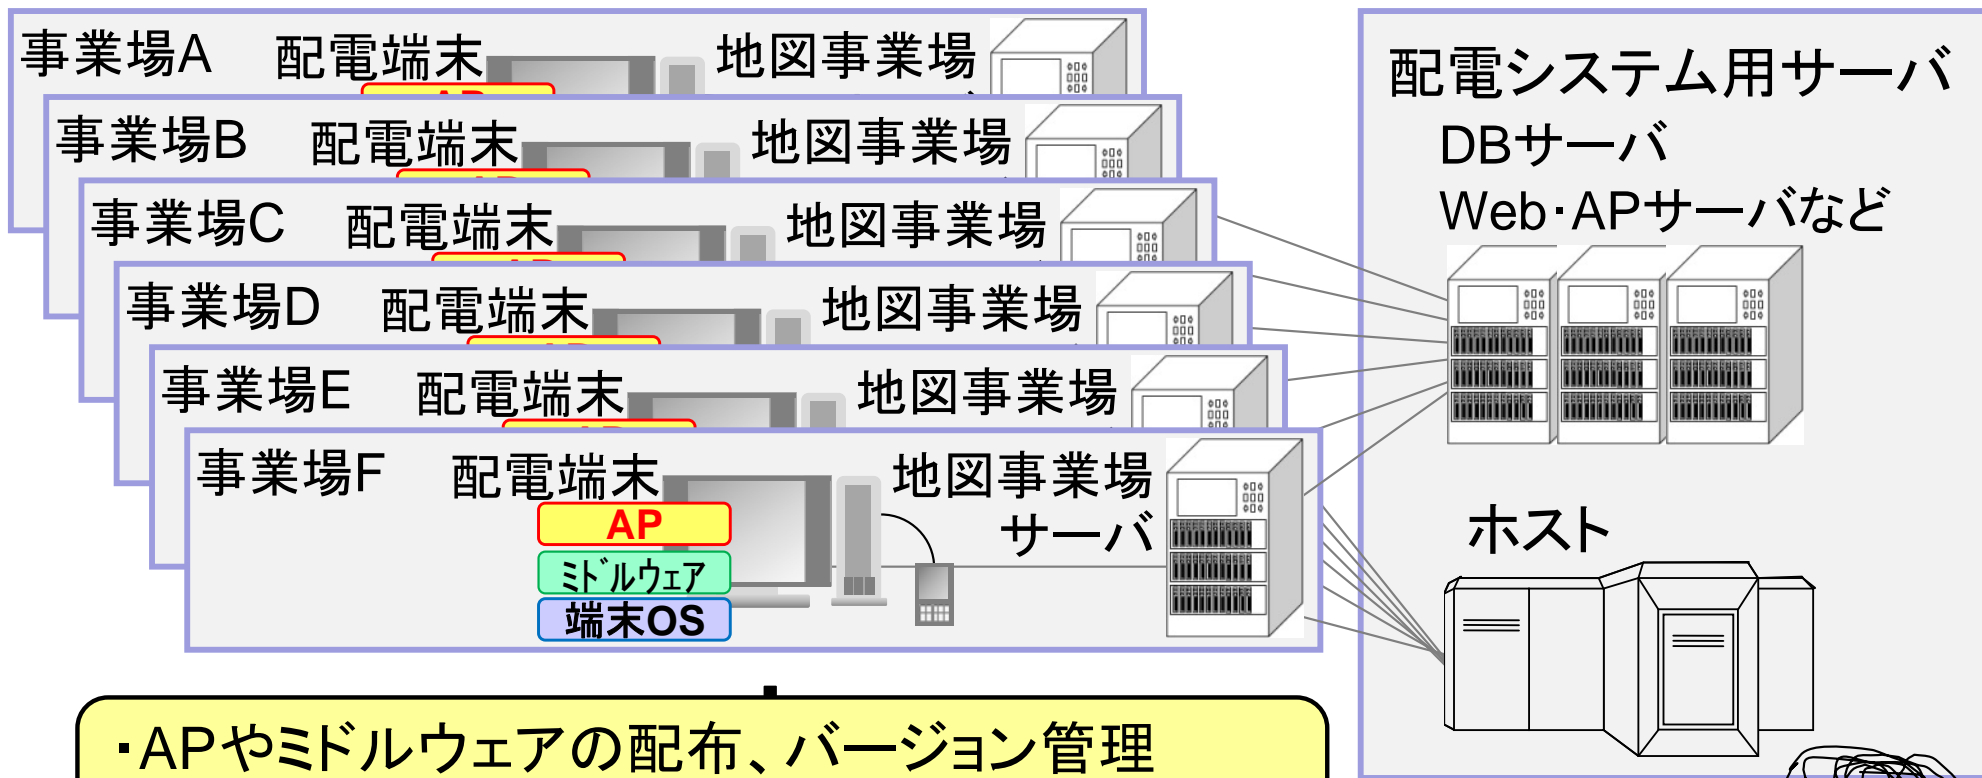 事業場A 配電端末 地図事業場
事業場B 配電端末 地図事業場
事業場C 配電端末 地図事業場
事業場D 配電端末 地図事業場
事業場E 配電端末 地図事業場
事業場F 配電端末 地図事業場
サーバ
AP
ミドルウェア
端末OS
配電システム用サーバ
DBサーバ
Web・APサーバなど
ホスト
・APやミドルウェアの配布、バージョン管理